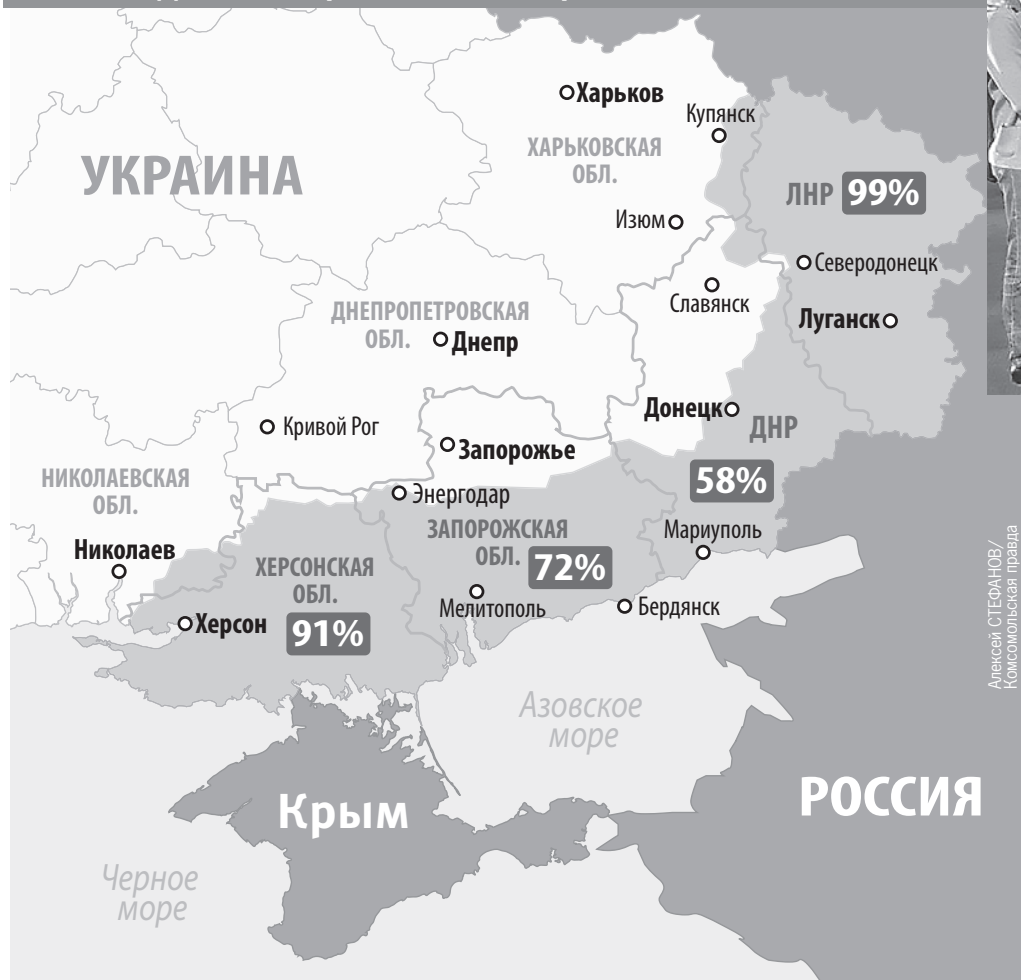 Харьков
Купянск
ХАРЬКОВСКАЯ
ОБЛ.
УКРАИНА
ЛНР 99%
Изюм
Северодонецк
Славянск
ДНЕПРОПЕТРОВСКАЯ
ОБЛ.
Днепр
Луганск
Донецк
ДНР
Кривой Рог
Запорожье
58%
НИКОЛАЕВСКАЯ
ОБЛ.
Энергодар
ЗАПОРОЖСКАЯ
ОБЛ. 72%
Мариуполь
Николаев
ХЕРСОНСКАЯ
ОБЛ.
91%
Мелитополь
Бердянск
Херсон
Азовское
море
Крым
РОССИЯ
Черное
море
Алексей СТЕФАНОВ/
Комсомольская правда